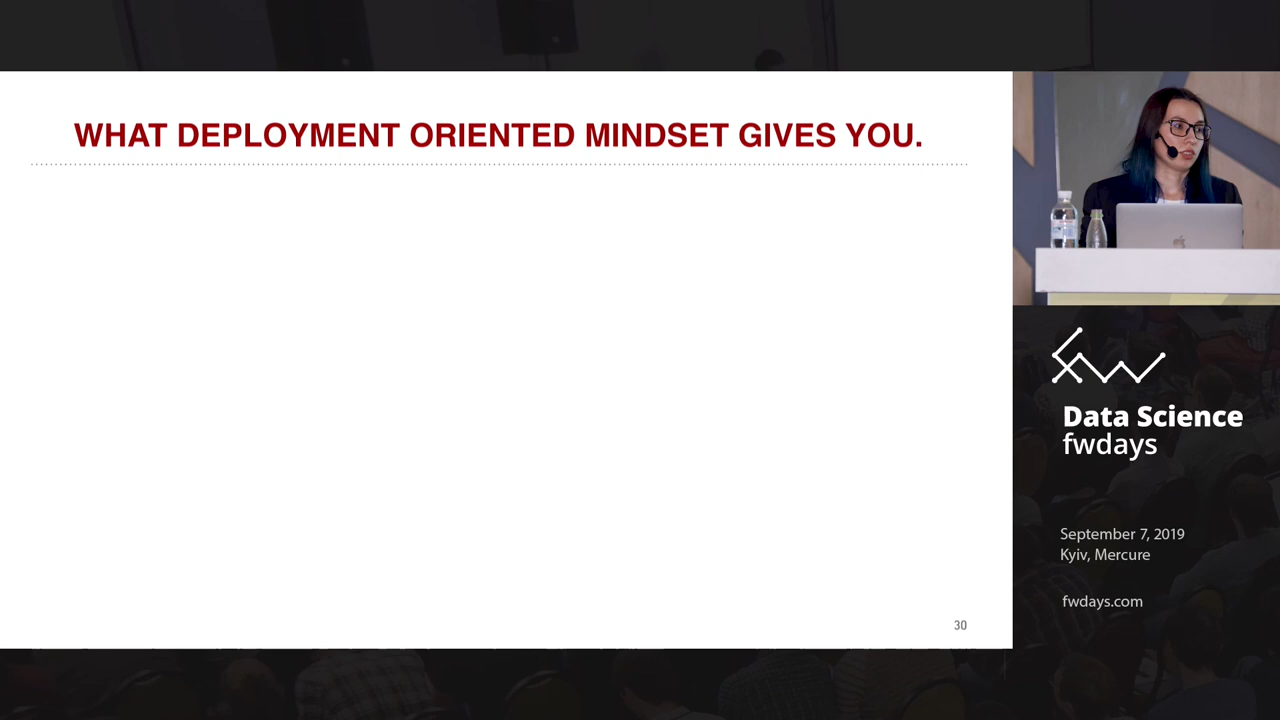 WHAT DEPLOYMENT ORIENTED MINDSET GIVES YOU.
30
Data Science
fwdays
September 7, 2019
Kyiv, Mercure
fwdays.com